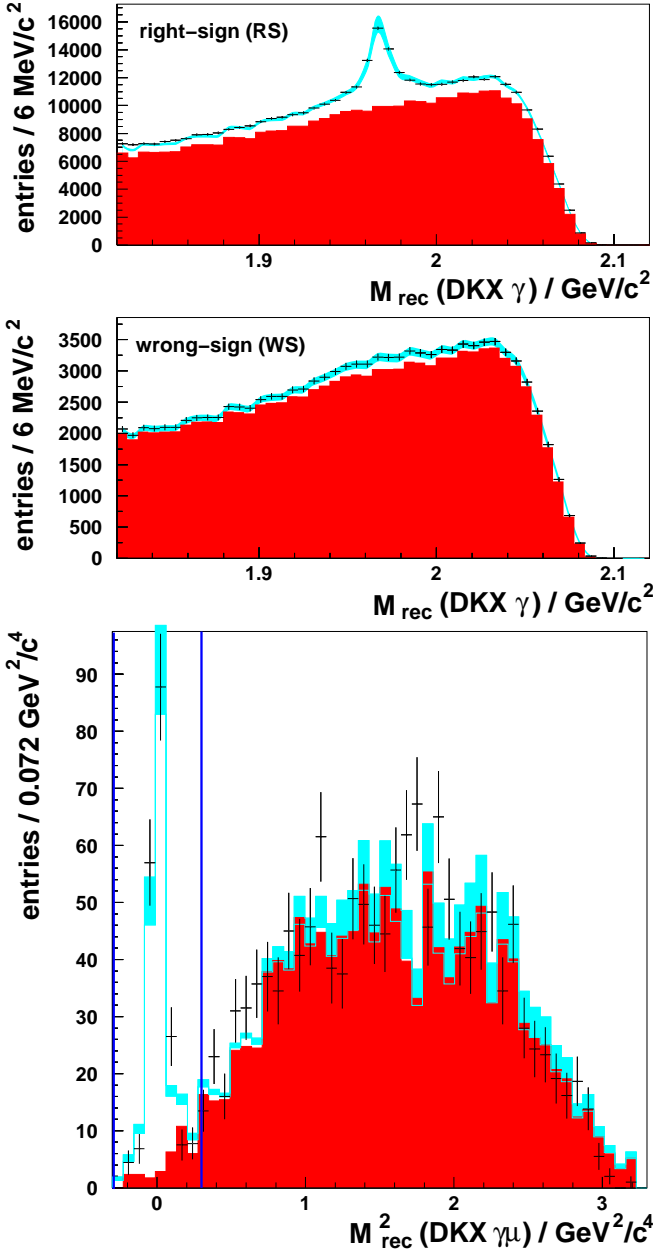 right−sign (RS)
entries / 6 MeV/c2
16000
14000
12000
10000
8000
6000
4000
2000
0
1.9 2 2.1
M rec (DKX γ) / GeV/c2
wrong−sign (WS)
entries / 6 MeV/c2
3500
3000
2500
2000
1500
1000
500
0
1.9 2 2.1
M rec (DKX γ) / GeV/c2
entries / 0.072 GeV2/c4
90
80
70
60
50
40
30
20
10
0
0 1 2 3
M2rec (DKX γμ) / GeV2/c4